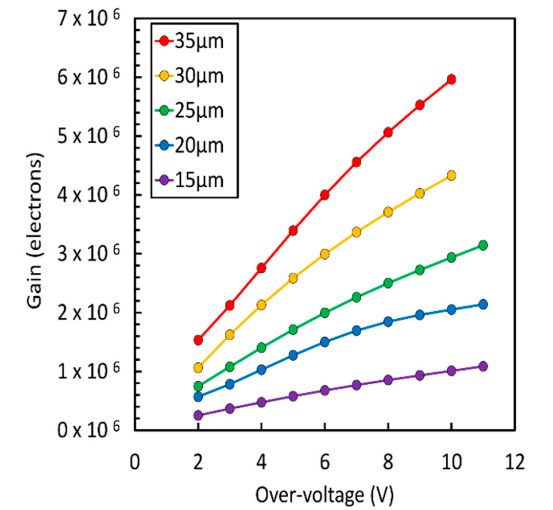 7 x 10 6
6 x 10 6
5 x 10 6
4 x 10 6
3 x 10 6
2 x 10 6
1 x 10 6
0 x 10 6
Gain (electrons)
35µm
30µm
25µm
20µm
15µm
0 2 4 6 8 10 12
Over-voltage (V)